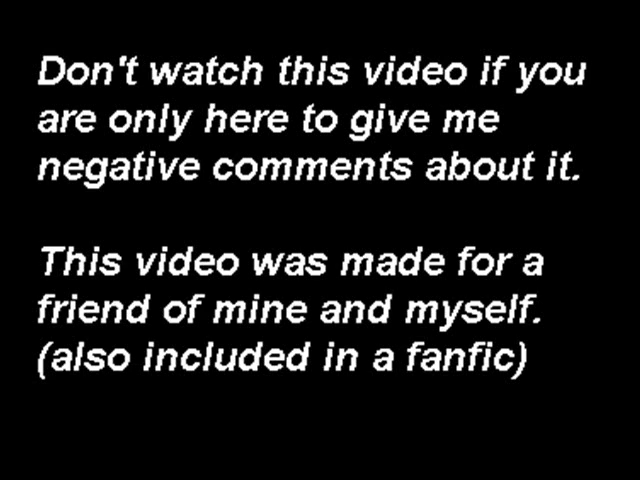 Don't watch this video if you
are only here to give me
negative comments about it.
This video was made for a
friend of mine and myself.
(also included in a fanfic)